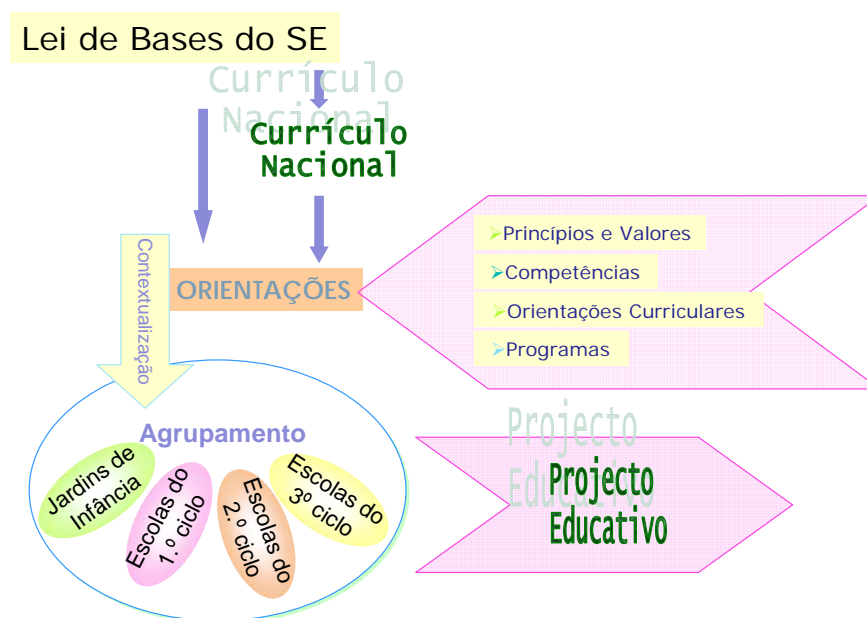 Lei de Bases do SE
Currículo
Nacional
Currículo
Nacional
Princípios e Valores
Competências
Orientações Curriculares
Programas
ORIENTAÇÕES
Contextualização
Agrupamento
Jardins de
Infância
Escolas do
1.º ciclo
Escolas do
2.º ciclo
Escolas do
3º ciclo
Projecto
Educativo
Projecto
Educativo